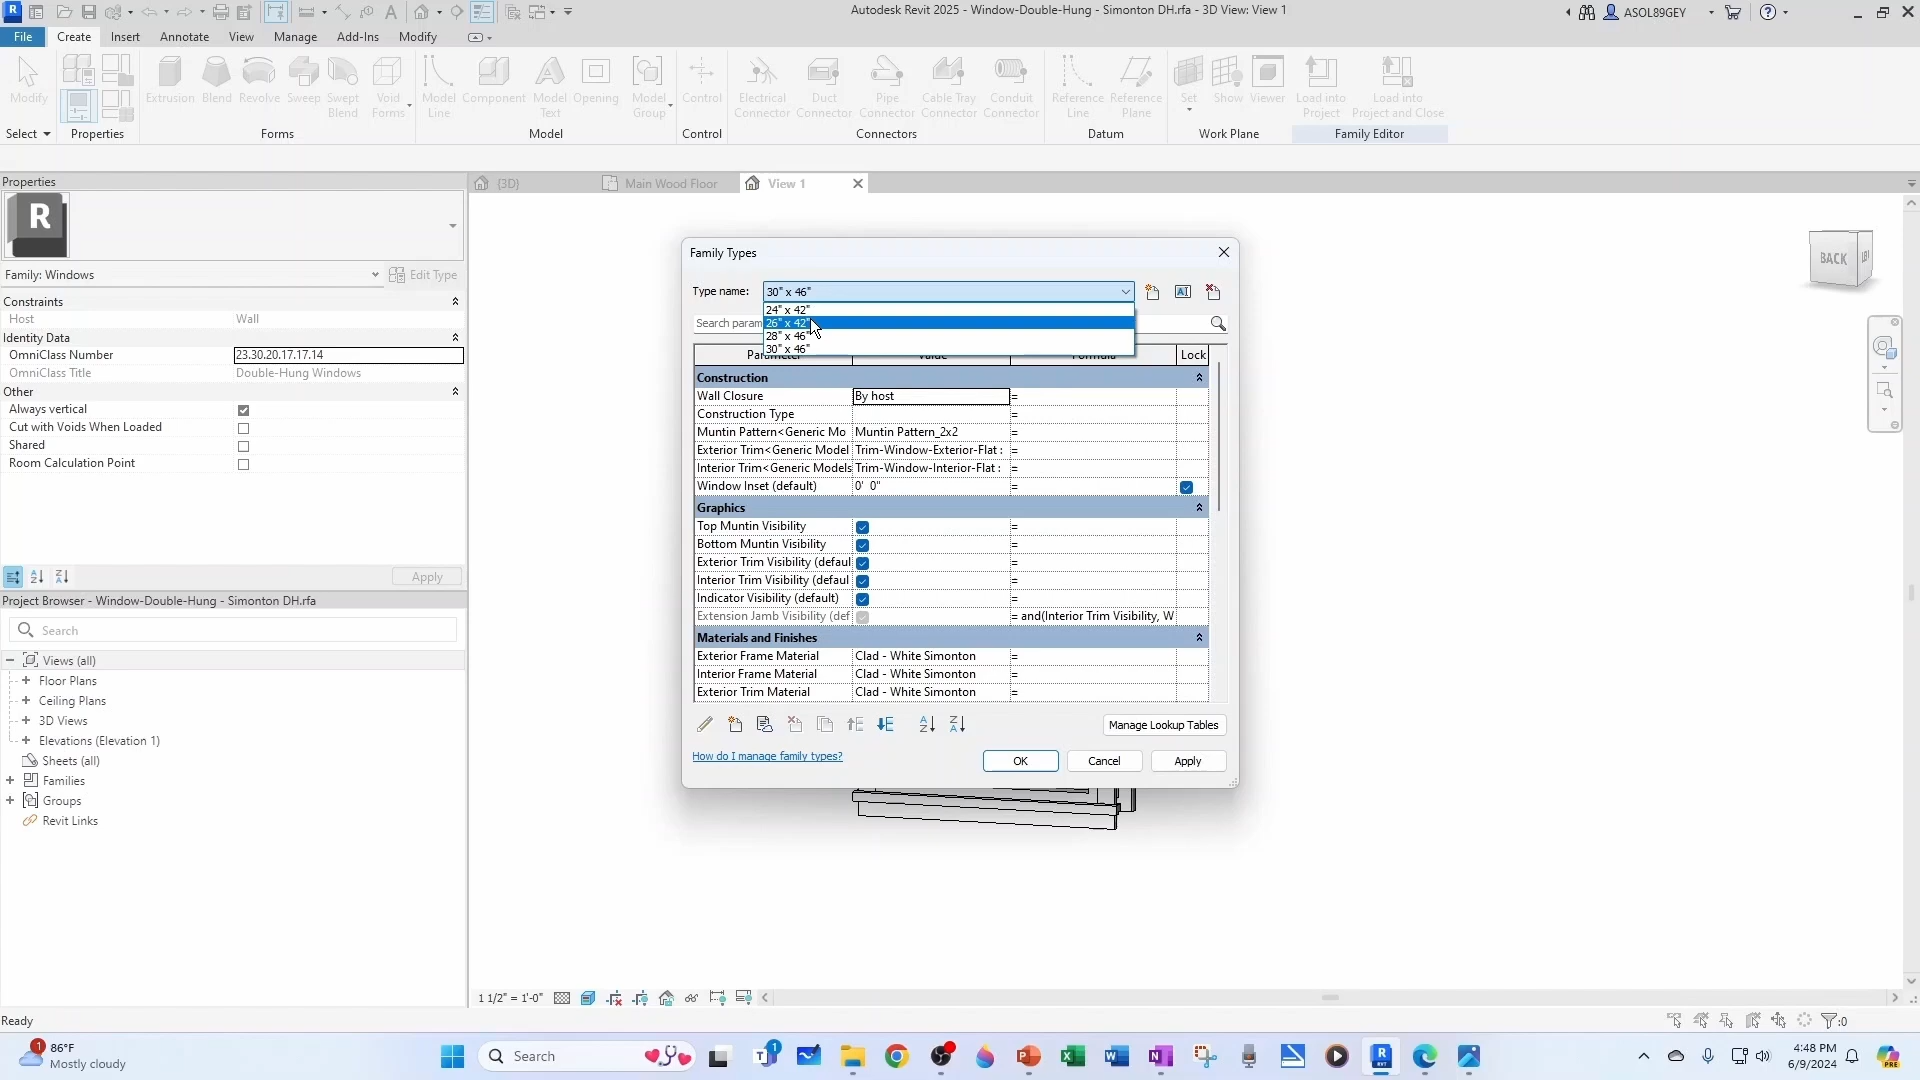 Autodesk Revit 2025 - Window-Double-Hung - Simonton DH.rfa - 3D View: View 1
ASOL89GEY
File Create Insert Annotate View Manage Add-Ins Modify
Modify
Extrusion Blend Revolve Sweep Swept Blend Void Forms
Model Line Component Model Text Opening Model Group
Control
Electrical Connector Duct Connector Pipe Connector Cable Tray Connector Conduit Connector
Reference Line Reference Plane
Set Show Viewer
Load into Project Load into Project and Close
Select Properties Forms Model Control Connectors Datum Work Plane Family Editor
Properties
{3D} Main Wood Floor View 1
R
Family: Windows Edit Type
Constraints
Host Wall
Identity Data
OmniClass Number 23.30.20.17.17.14
OmniClass Title Double-Hung Windows
Other
Always vertical
Cut with Voids When Loaded
Shared
Room Calculation Point
Apply
Project Browser - Window-Double-Hung - Simonton DH.rfa
Search
Views (all)
Floor Plans
Ceiling Plans
3D Views
Elevations (Elevation 1)
Sheets (all)
Families
Groups
Revit Links
BACK
Family Types
Type name: 30" x 46"
24" x 42"
26" x 42"
28" x 46"
30" x 46"
Search param
Lock
Construction
Wall Closure By host =
Construction Type =
Muntin Pattern<Generic Mo Muntin Pattern_2x2 =
Exterior Trim<Generic Model Trim-Window-Exterior-Flat : =
Interior Trim<Generic Models Trim-Window-Interior-Flat : =
Window Inset (default) 0' 0" =
Graphics
Top Muntin Visibility =
Bottom Muntin Visibility =
Exterior Trim Visibility (defaul =
Interior Trim Visibility (defaul =
Indicator Visibility (default) =
Extension Jamb Visibility (def = and(Interior Trim Visibility, W
Materials and Finishes
Exterior Frame Material Clad - White Simonton =
Interior Frame Material Clad - White Simonton =
Exterior Trim Material Clad - White Simonton =
Manage Lookup Tables
How do I manage family types?
OK Cancel Apply
1 1/2" = 1'-0"
Ready
:0
86°F
Mostly cloudy
Search
4:48 PM
6/9/2024